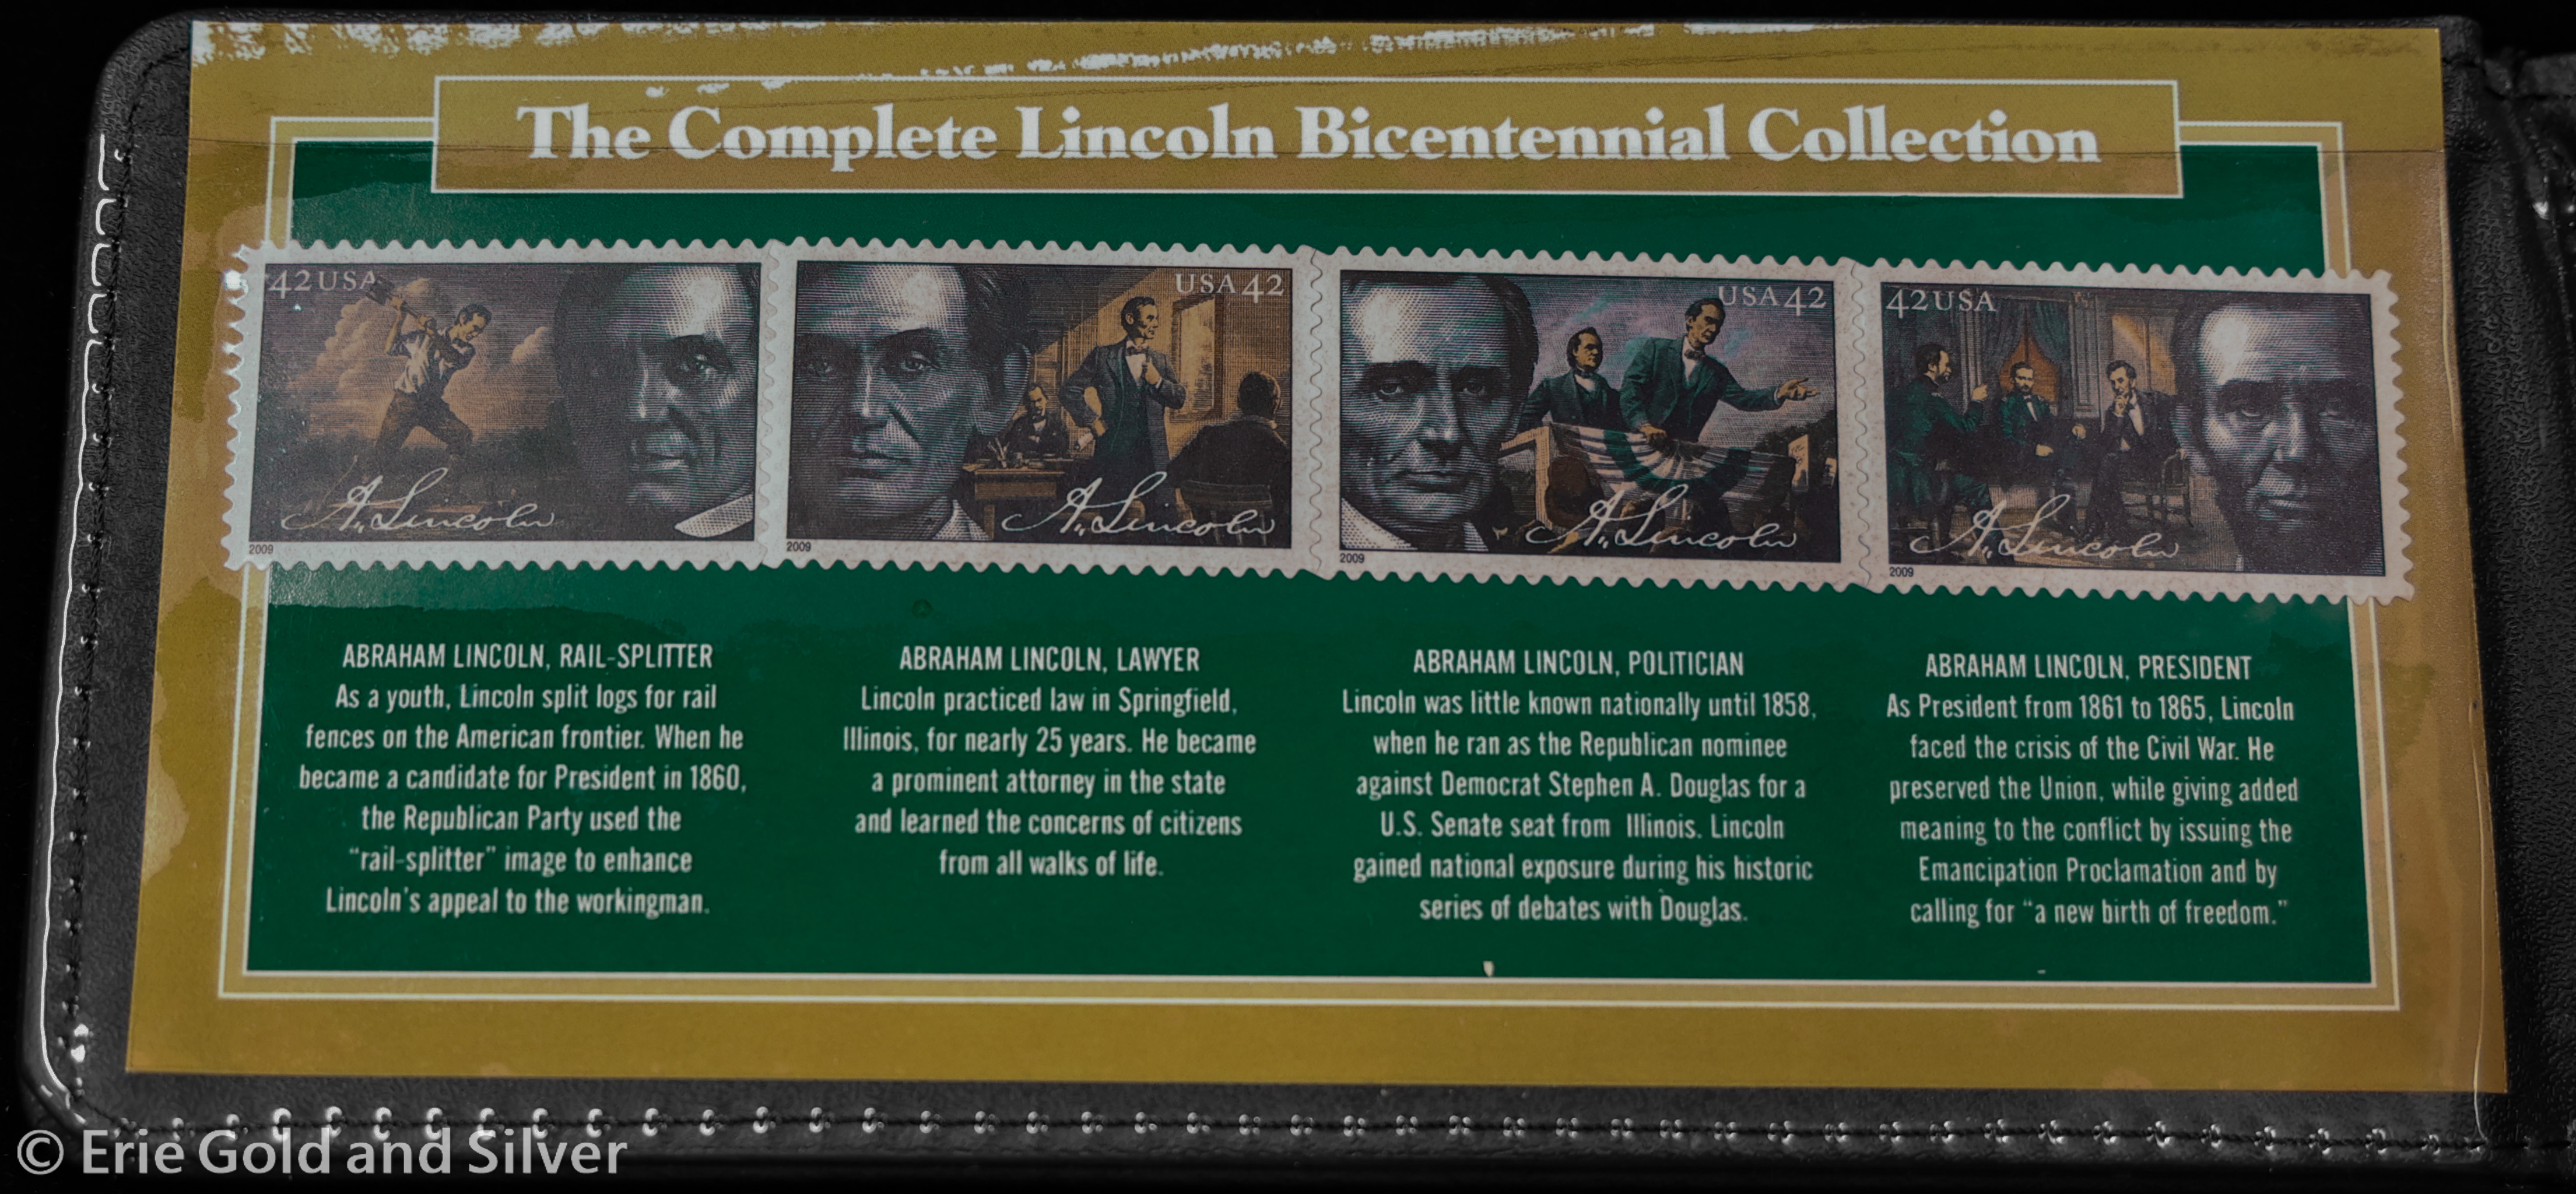 The Complete Lincoln Bicentennial Collection
42 USA
USA 42
USA 42
42 USA
A. Lincoln
A. Lincoln
A. Lincoln
A. Lincoln
2009
2009
2009
2009
ABRAHAM LINCOLN, RAIL-SPLITTER
As a youth, Lincoln split logs for rail
fences on the American frontier. When he
became a candidate for President in 1860,
the Republican Party used the
“rail-splitter” image to enhance
Lincoln's appeal to the workingman.
ABRAHAM LINCOLN, LAWYER
Lincoln practiced law in Springfield,
Illinois, for nearly 25 years. He became
a prominent attorney in the state
and learned the concerns of citizens
from all walks of life.
ABRAHAM LINCOLN, POLITICIAN
Lincoln was little known nationally until 1858,
when he ran as the Republican nominee
against Democrat Stephen A. Douglas for a
U.S. Senate seat from Illinois. Lincoln
gained national exposure during his historic
series of debates with Douglas.
ABRAHAM LINCOLN, PRESIDENT
As President from 1861 to 1865, Lincoln
faced the crisis of the Civil War. He
preserved the Union, while giving added
meaning to the conflict by issuing the
Emancipation Proclamation and by
calling for “a new birth of freedom.”
© Erie Gold and Silver